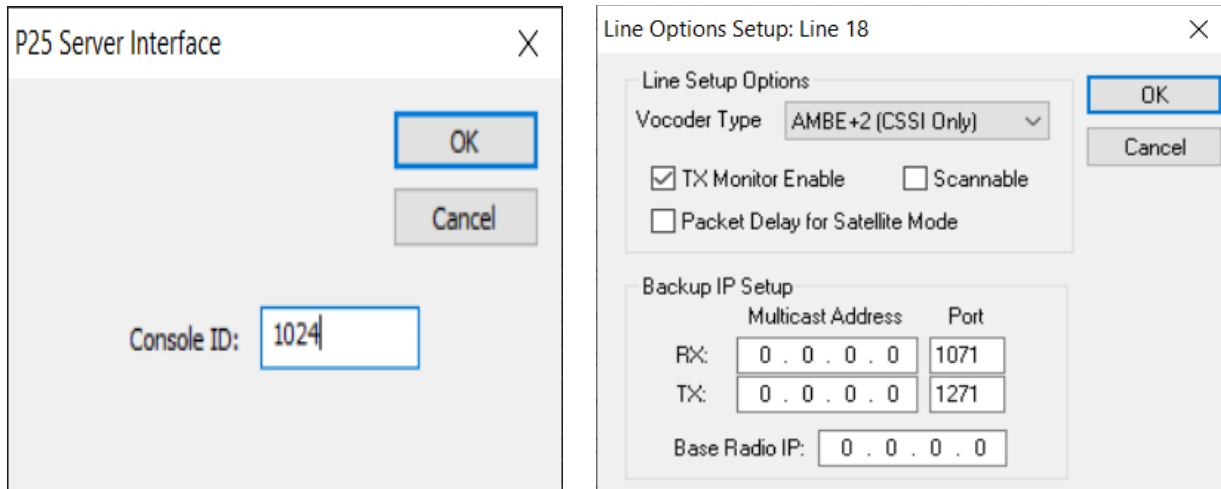 P25 Server Interface
OK
Cancel
Console ID: 1024
Line Options Setup: Line 18
Line Setup Options
Vocoder Type AMBE+2 (CSSI Only)
TX Monitor Enable Scannable
Packet Delay for Satellite Mode
OK
Cancel
Backup IP Setup
Multicast Address Port
RX: 0 . 0 . 0 . 0 1071
TX: 0 . 0 . 0 . 0 1271
Base Radio IP: 0 . 0 . 0 . 0